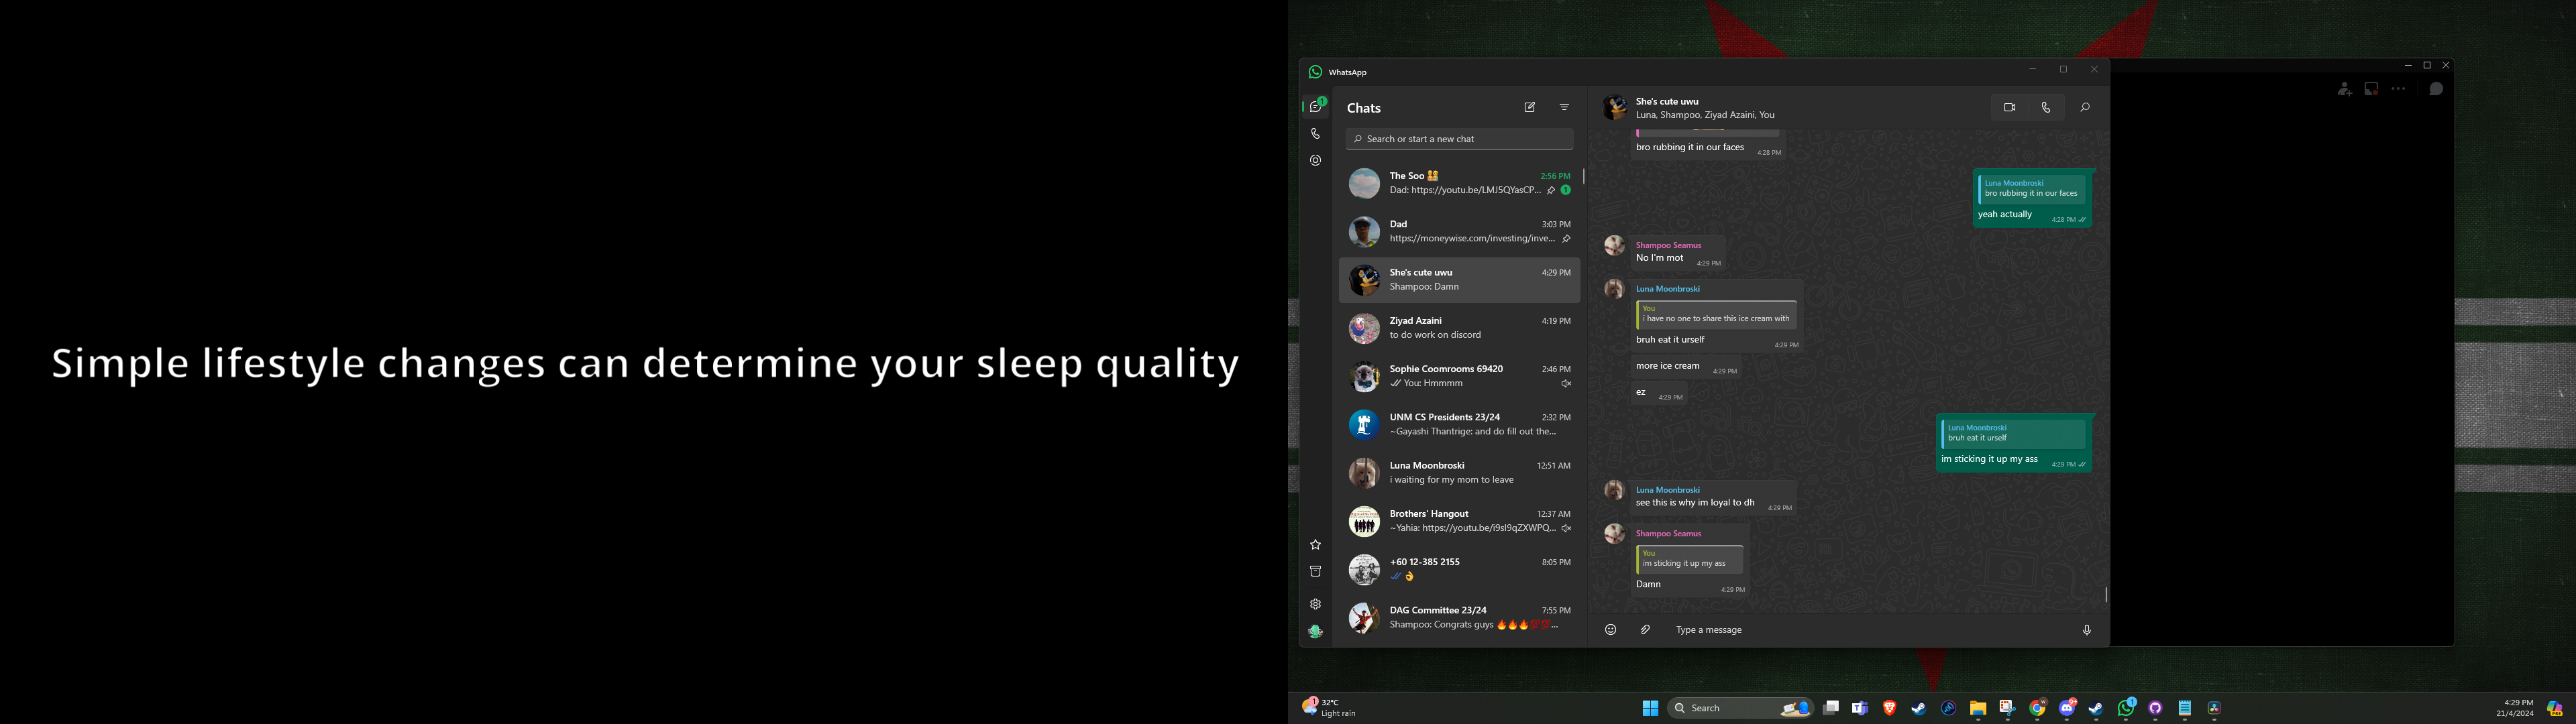 Simple lifestyle changes can determine your sleep quality
WhatsApp
1
Chats
Search or start a new chat
The Soo 2:56 PM
Dad: https://youtu.be/LMJ5QYasCP... 1
Dad 3:03 PM
https://moneywise.com/investing/inve...
She's cute uwu 4:29 PM
Shampoo: Damn
Ziyad Azaini 4:19 PM
to do work on discord
Sophie Coomrooms 69420 2:46 PM
You: Hmmmm
UNM CS Presidents 23/24 2:32 PM
~Gayashi Thantrige: and do fill out the...
Luna Moonbroski 12:51 AM
i waiting for my mom to leave
Brothers' Hangout 12:37 AM
~Yahia: https://youtu.be/i9sI9qZXWPQ...
+60 12-385 2155 8:05 PM
👌
DAG Committee 23/24 7:55 PM
Shampoo: Congrats guys 🔥🔥🔥💯💯...
She's cute uwu
Luna, Shampoo, Ziyad Azaini, You
bro rubbing it in our faces 4:28 PM
Luna Moonbroski
bro rubbing it in our faces
yeah actually 4:28 PM
Shampoo Seamus
No I'm mot 4:29 PM
Luna Moonbroski
You
i have no one to share this ice cream with
bruh eat it urself 4:29 PM
more ice cream 4:29 PM
ez 4:29 PM
Luna Moonbroski
bruh eat it urself
im sticking it up my ass 4:29 PM
Luna Moonbroski
see this is why im loyal to dh 4:29 PM
Shampoo Seamus
You
im sticking it up my ass
Damn 4:29 PM
Type a message
1
32°C
Light rain
Search
4:29 PM
21/4/2024